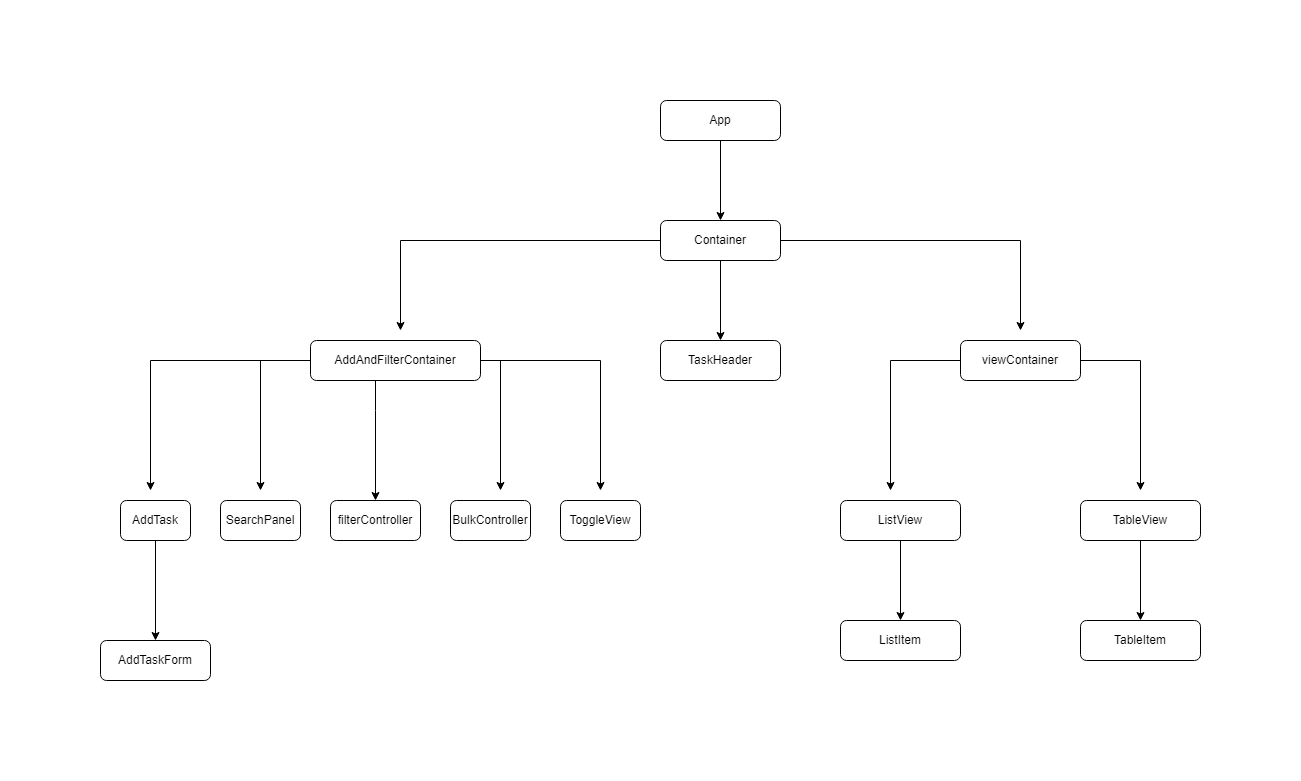 App
Container
AddAndFilterContainer
TaskHeader
viewContainer
AddTask
SearchPanel
filterController
BulkController
ToggleView
ListView
TableView
ListItem
TableItem
AddTaskForm